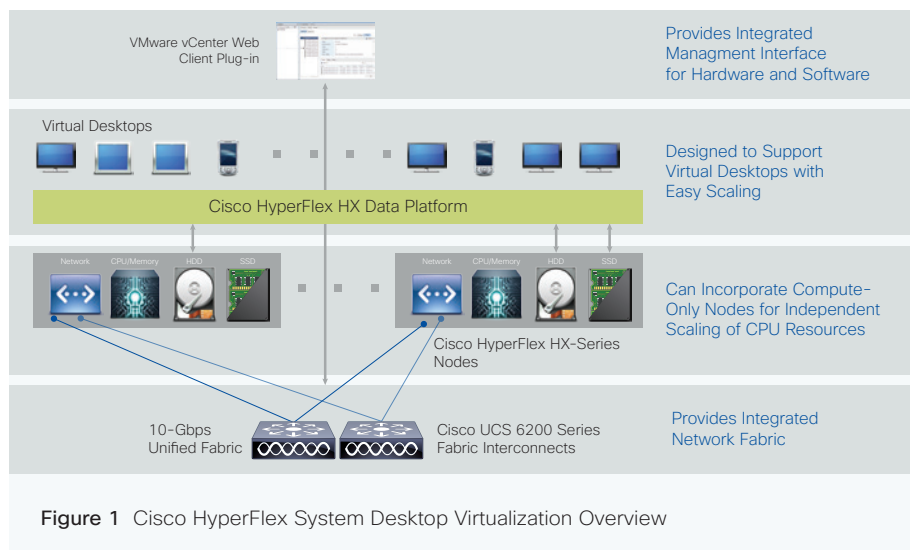 VMware vCenter Web
Client Plug-in
Provides Integrated
Managment Interface
for Hardware and Software
Virtual Desktops
Designed to Support
Virtual Desktops with
Easy Scaling
Cisco HyperFlex HX Data Platform
Network CPU/Memory HDD SSD
Network CPU/Memory HDD SSD
Can Incorporate Compute-
Only Nodes for Independent
Scaling of CPU Resources
Cisco HyperFlex HX-Series
Nodes
10-Gbps
Unified Fabric
Cisco UCS 6200 Series
Fabric Interconnects
Provides Integrated
Network Fabric
Figure 1 Cisco HyperFlex System Desktop Virtualization Overview